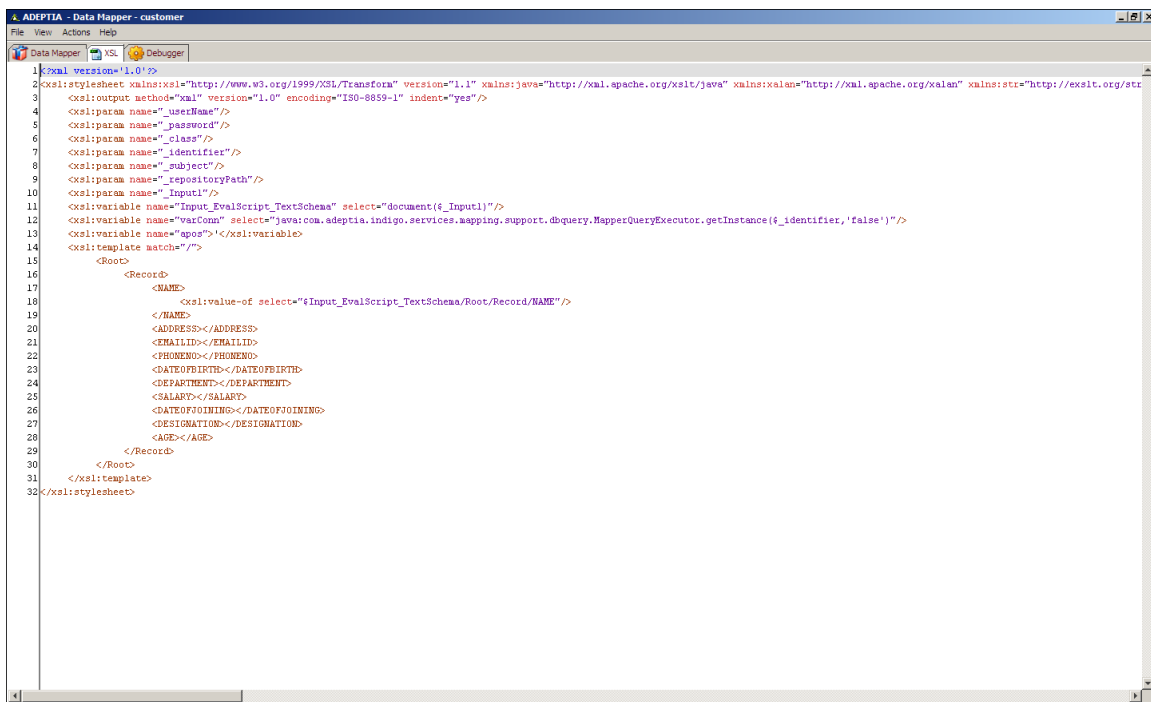 ADEPTIA - Data Mapper - customer
File View Actions Help
Data Mapper XSL Debugger
1 <?xml version='1.0'?>
2 <xsl:stylesheet xmlns:xsl="http://www.w3.org/1999/XSL/Transform" version="1.1" xmlns:java="http://xml.apache.org/xslt/java" xmlns:xalan="http://xml.apache.org/xalan" xmlns:str="http://exslt.org/str
3 <xsl:output method="xml" version="1.0" encoding="ISO-8859-1" indent="yes"/>
4 <xsl:param name="_userName"/>
5 <xsl:param name="_password"/>
6 <xsl:param name="_class"/>
7 <xsl:param name="_identifier"/>
8 <xsl:param name="_subject"/>
9 <xsl:param name="_repositoryPath"/>
10 <xsl:param name="_Input1"/>
11 <xsl:variable name="Input_EvalScript_TextSchema" select="document($_Input1)"/>
12 <xsl:variable name="varConn" select="java:com.adeptia.indigo.services.mapping.support.dbquery.MapperQueryExecutor.getInstance($_identifier,'false')"/>
13 <xsl:variable name="apos">'</xsl:variable>
14 <xsl:template match="/">
15 <Root>
16 <Record>
17 <NAME>
18 <xsl:value-of select="$Input_EvalScript_TextSchema/Root/Record/NAME"/>
19 </NAME>
20 <ADDRESS></ADDRESS>
21 <EMAILID></EMAILID>
22 <PHONENO></PHONENO>
23 <DATEOFBIRTH></DATEOFBIRTH>
24 <DEPARTMENT></DEPARTMENT>
25 <SALARY></SALARY>
26 <DATEOFJOINING></DATEOFJOINING>
27 <DESIGNATION></DESIGNATION>
28 <AGE></AGE>
29 </Record>
30 </Root>
31 </xsl:template>
32 </xsl:stylesheet>